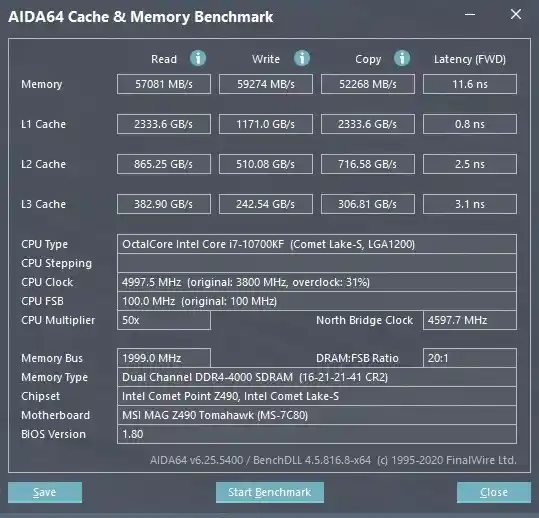 AIDA64 Cache & Memory Benchmark
Read Write Copy Latency (FWD)
Memory 57081 MB/s 59274 MB/s 52268 MB/s 11.6 ns
L1 Cache 2333.6 GB/s 1171.0 GB/s 2333.6 GB/s 0.8 ns
L2 Cache 865.25 GB/s 510.08 GB/s 716.58 GB/s 2.5 ns
L3 Cache 382.90 GB/s 242.54 GB/s 306.81 GB/s 3.1 ns
CPU Type OctalCore Intel Core i7-10700KF (Comet Lake-S, LGA1200)
CPU Stepping
CPU Clock 4997.5 MHz (original: 3800 MHz, overclock: 31%)
CPU FSB 100.0 MHz (original: 100 MHz)
CPU Multiplier 50x North Bridge Clock 4597.7 MHz
Memory Bus 1999.0 MHz DRAM:FSB Ratio 20:1
Memory Type Dual Channel DDR4-4000 SDRAM (16-21-21-41 CR2)
Chipset Intel Comet Point Z490, Intel Comet Lake-S
Motherboard MSI MAG Z490 Tomahawk (MS-7C80)
BIOS Version 1.80
AIDA64 v6.25.5400 / BenchDLL 4.5.816.8-x64 (c) 1995-2020 FinalWire Ltd.
Save Start Benchmark Close